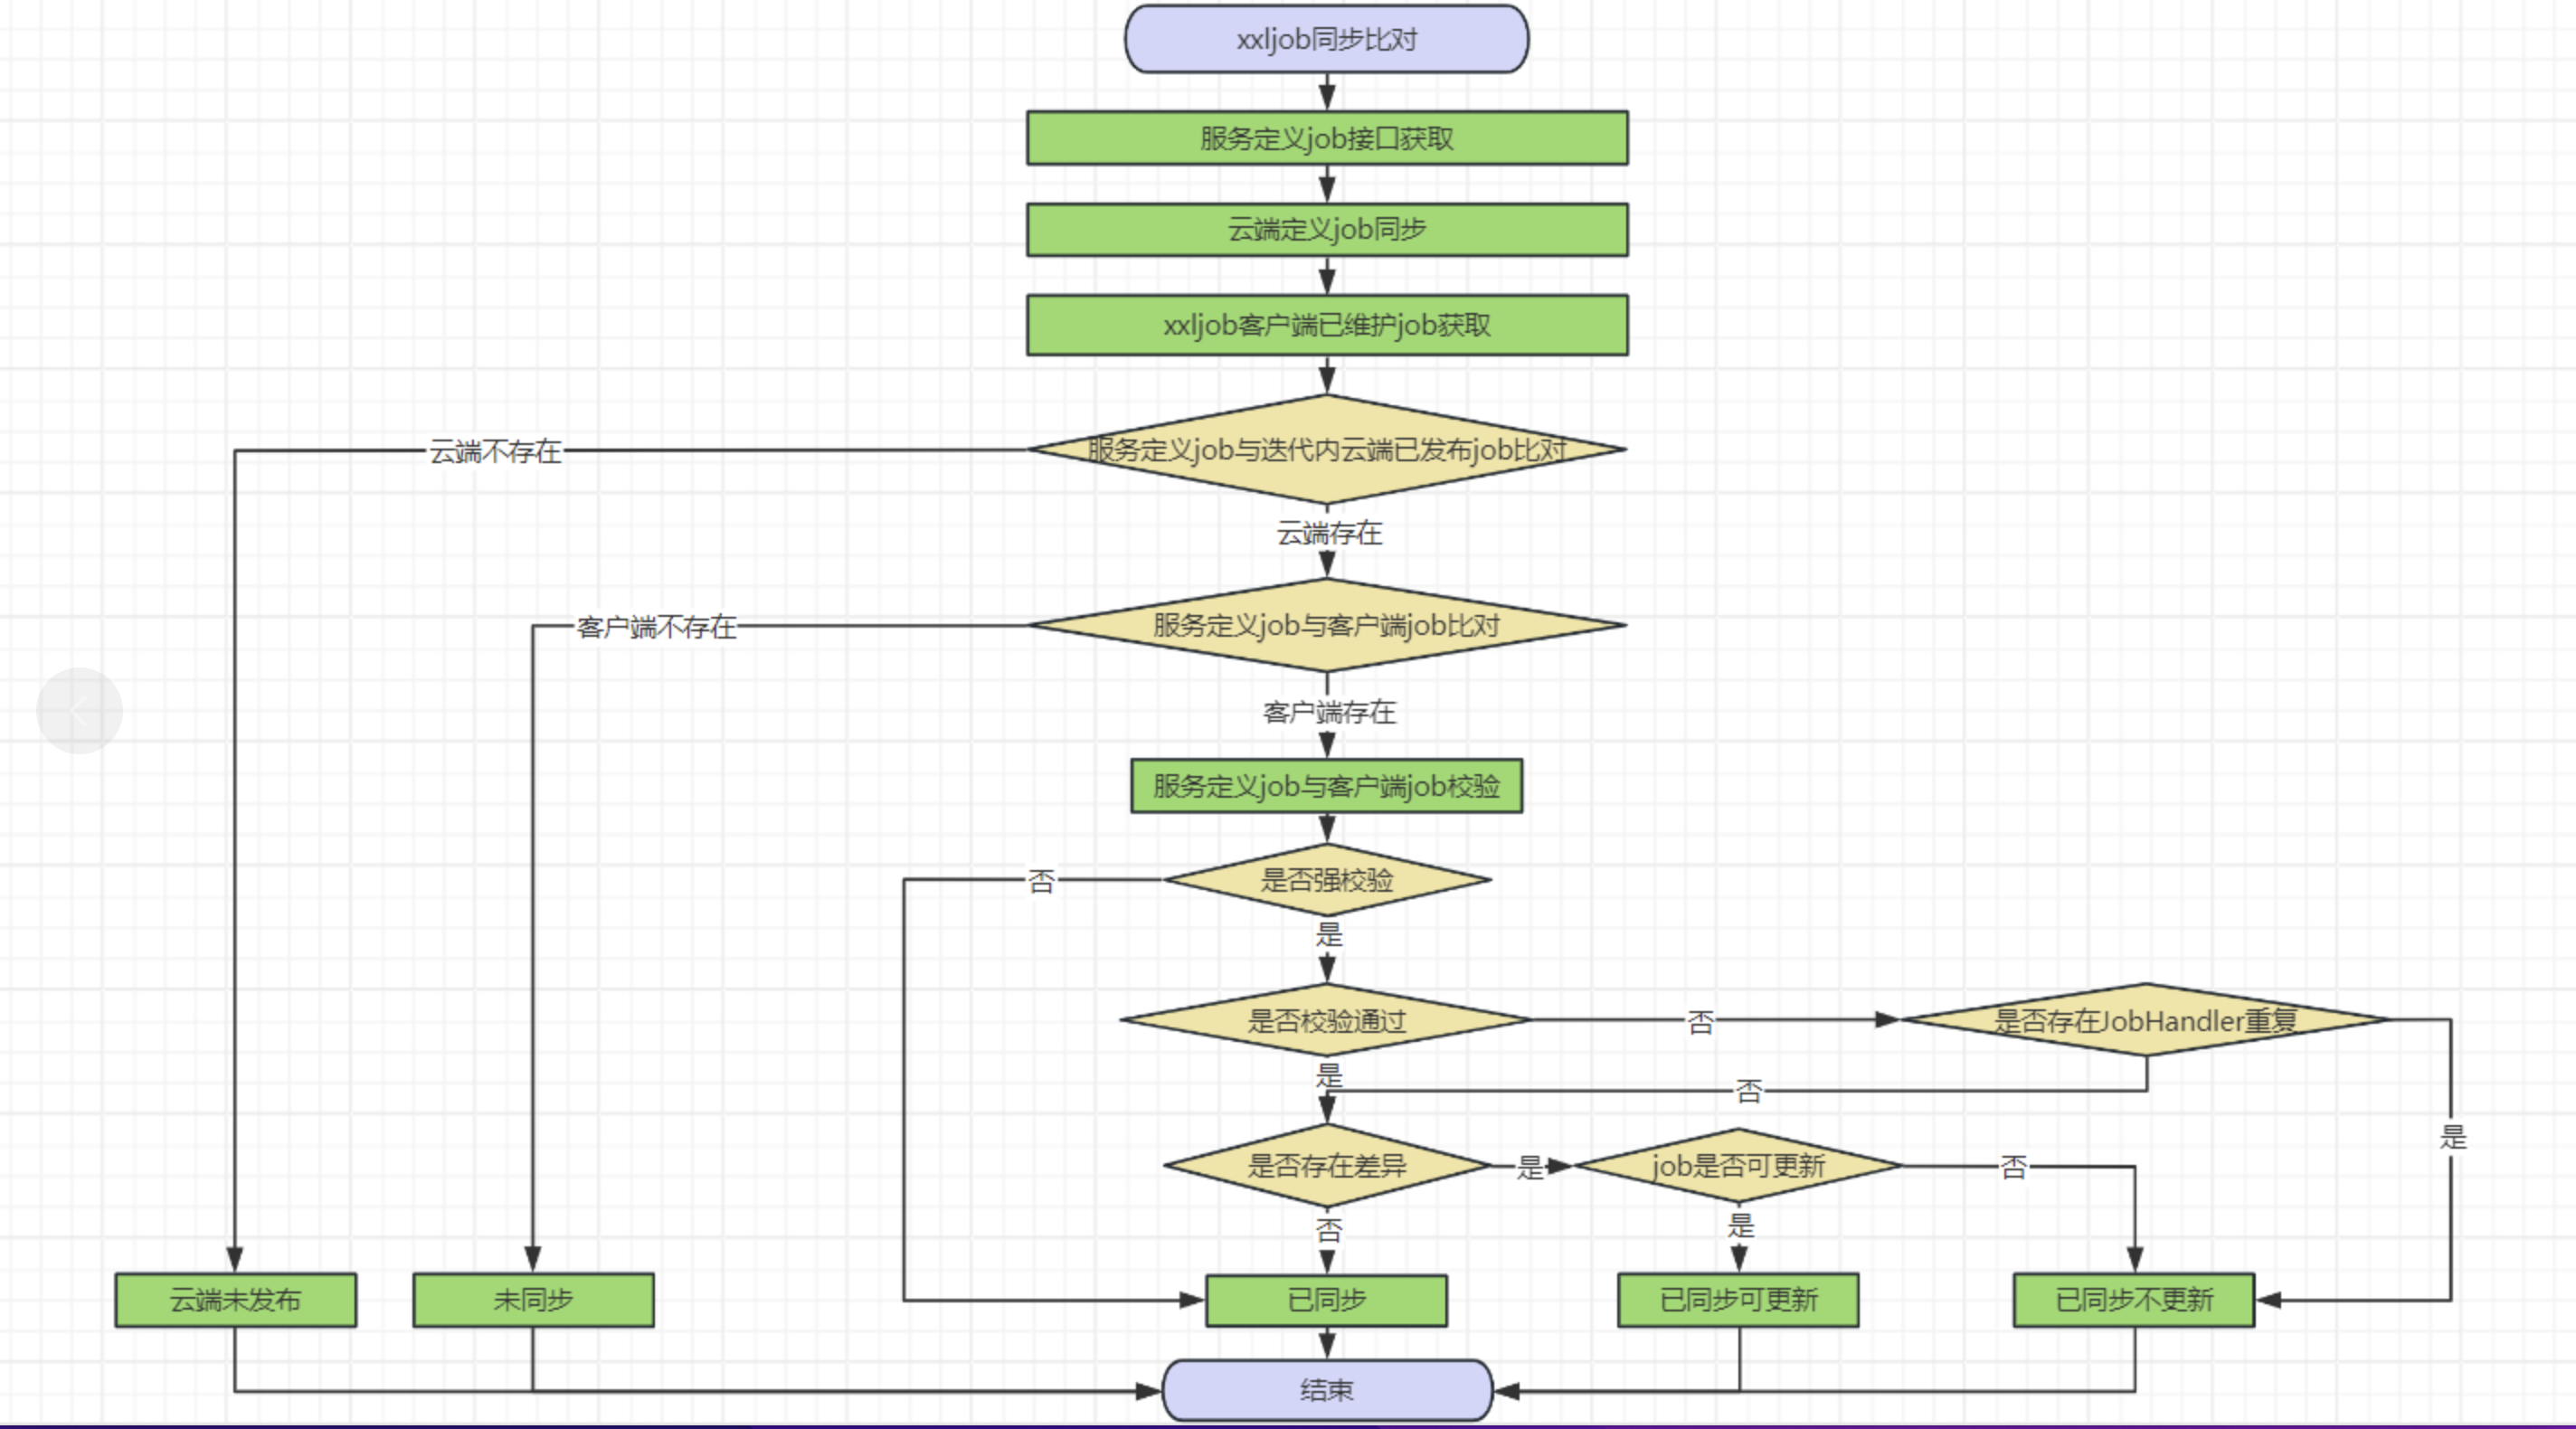 xxljob同步比对
服务定义job接口获取
云端定义job同步
xxljob客户端已维护job获取
云端不存在
服务定义job与迭代内云端已发布job比对
云端存在
客户端不存在
服务定义job与客户端job比对
客户端存在
服务定义job与客户端job校验
否
是否强校验
是
是否校验通过
否
是否存在JobHandler重复
是
否
是
是否存在差异
是
job是否可更新
否
否
是
云端未发布
未同步
已同步
已同步可更新
已同步不更新
结束